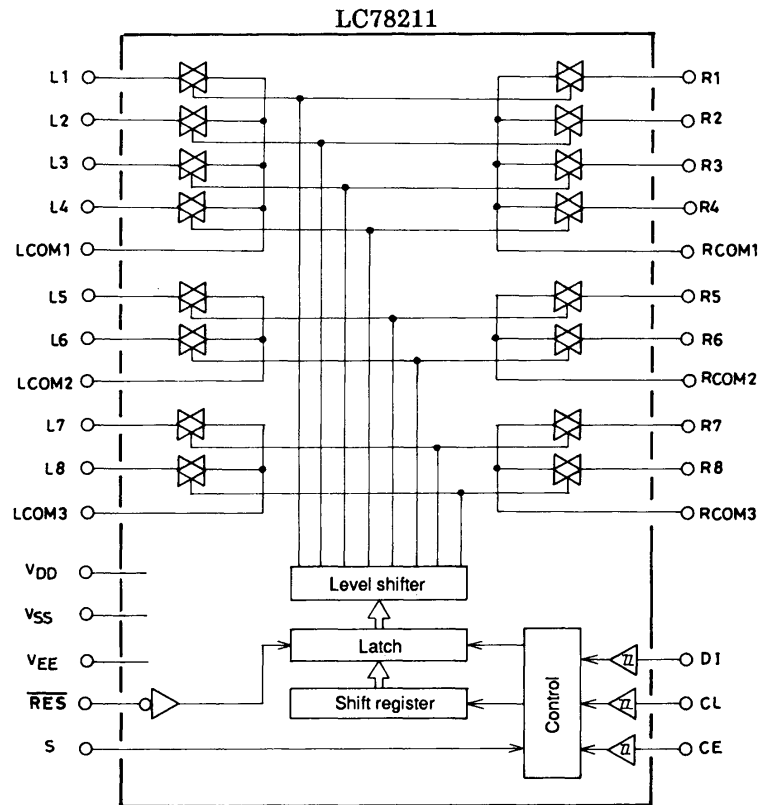 LC78211
L1 R1
L2 R2
L3 R3
L4 R4
LCOM1 RCOM1
L5 R5
L6 R6
LCOM2 RCOM2
L7 R7
L8 R8
LCOM3 RCOM3
VDD
Level shifter
VSS
Latch
VEE
DI
RES
Shift register
Control
CL
S
CE